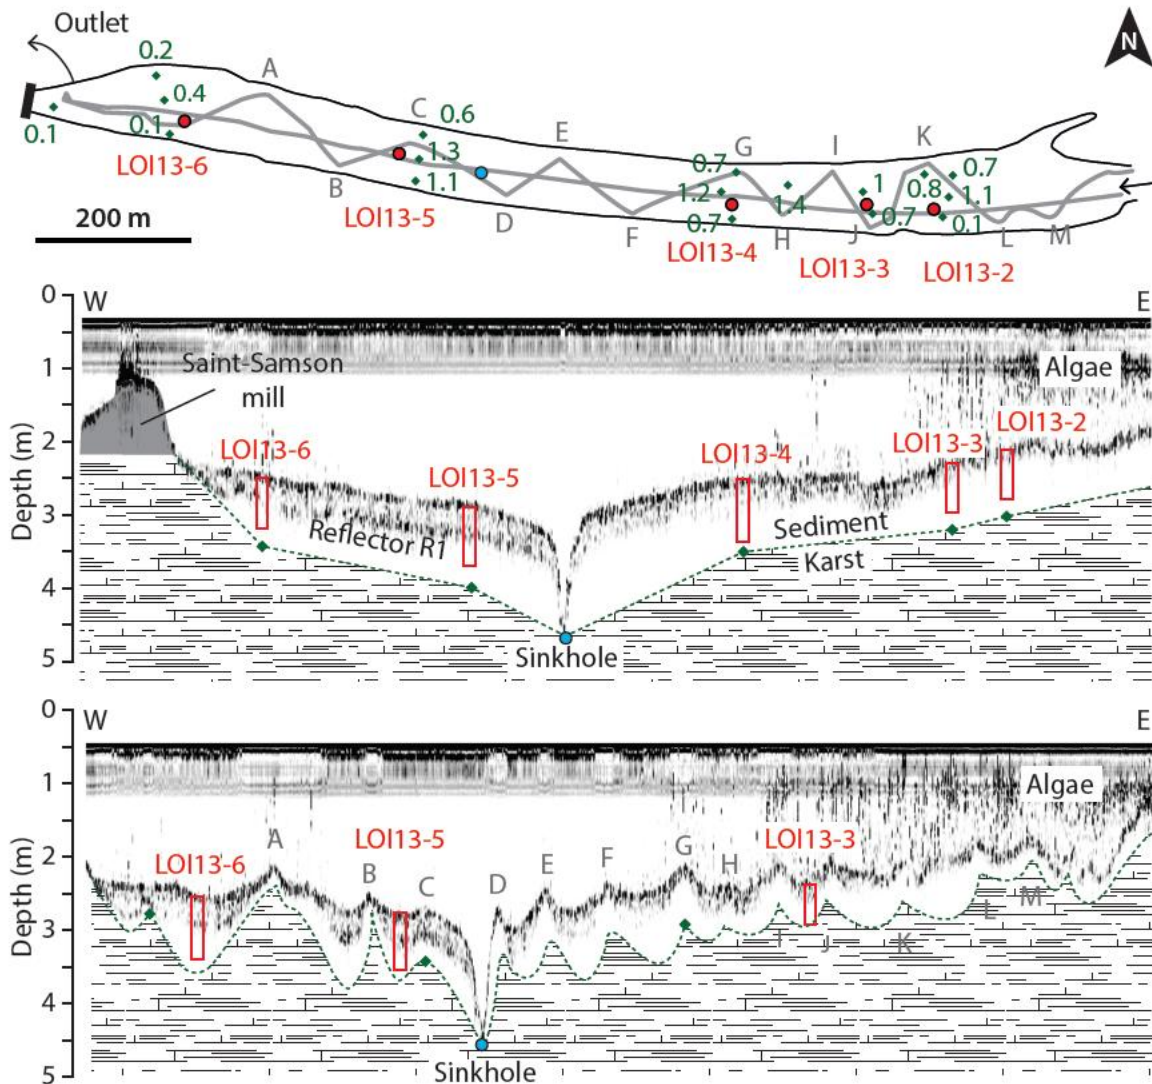 Outlet
N
0.2
A
0.4
C
0.6
0.1
0.1
E
K
1.3
0.7
G
I
0.7
LOI13-6
1.1
1.2
1
0.8
1.1
B
1.4
200 m
LOI13-5
D
F
0.7
H
J
0.7
0.1
L
M
LOI13-4
LOI13-3
LOI13-2
0
W
E
1
Saint-Samson
mill
Algae
Depth (m)
2
LOI13-6
LOI13-5
LOI13-4
LOI13-3
LOI13-2
3
Reflector R1
Sediment
Karst
4
Sinkhole
5
0
W
E
1
Algae
Depth (m)
2
LOI13-6
A
LOI13-5
B
C
D
E
F
G
H
LOI13-3
3
I
J
K
L
M
4
Sinkhole
5